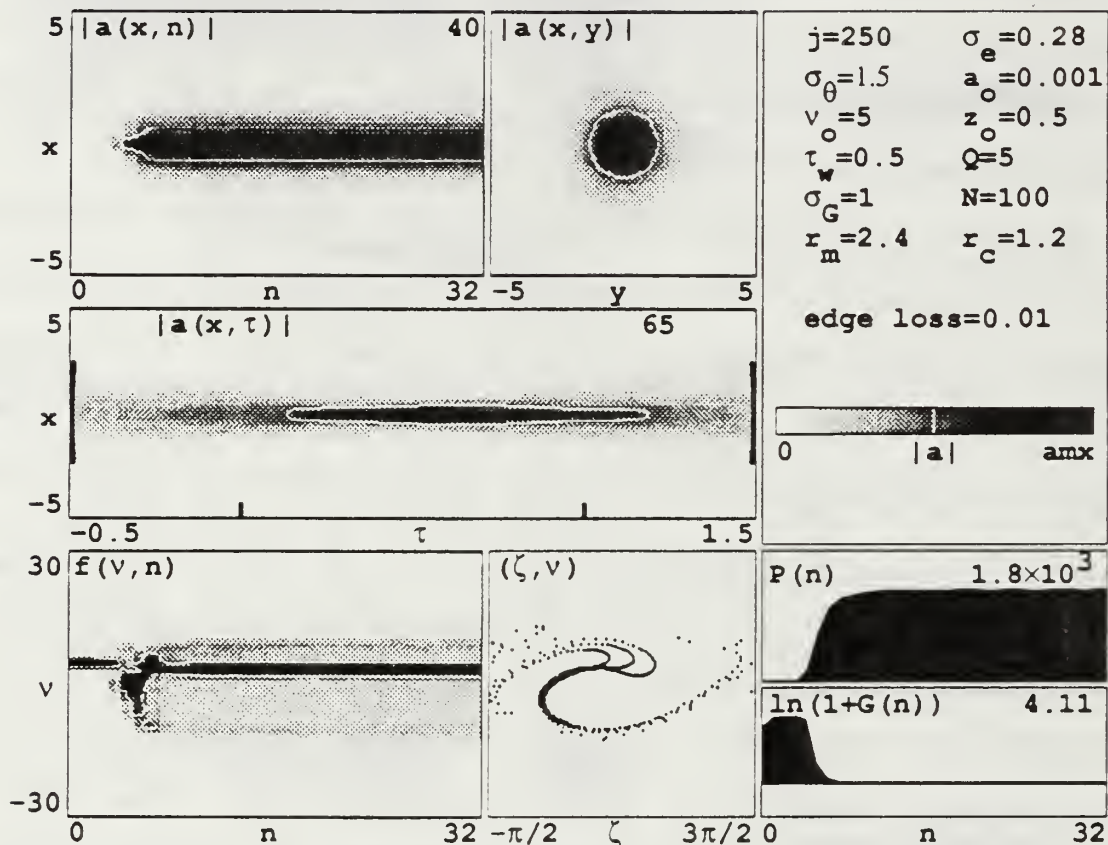 5 |a(x,n)| 40 |a(x,y)|
x
-5
0 n 32 -5 y 5
j=250 σe=0.28
σθ=1.5 ao=0.001
νo=5 zo=0.5
τw=0.5 Q=5
σG=1 N=100
rm=2.4 rc=1.2
edge loss=0.01
0 |a| amx
5 |a(x,τ)| 65
x
-5
-0.5 τ 1.5
30 f(ν,n) (ζ,ν)
ν
-30
0 n 32 -π/2 ζ 3π/2
P(n) 1.8×10³
ln(1+G(n)) 4.11
0 n 32